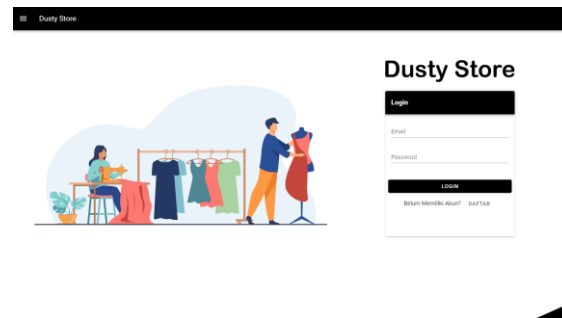 Dusty Store
Dusty Store
Login
Email
Password
LOGIN
Belum Memiliki Akun? DAFTAR